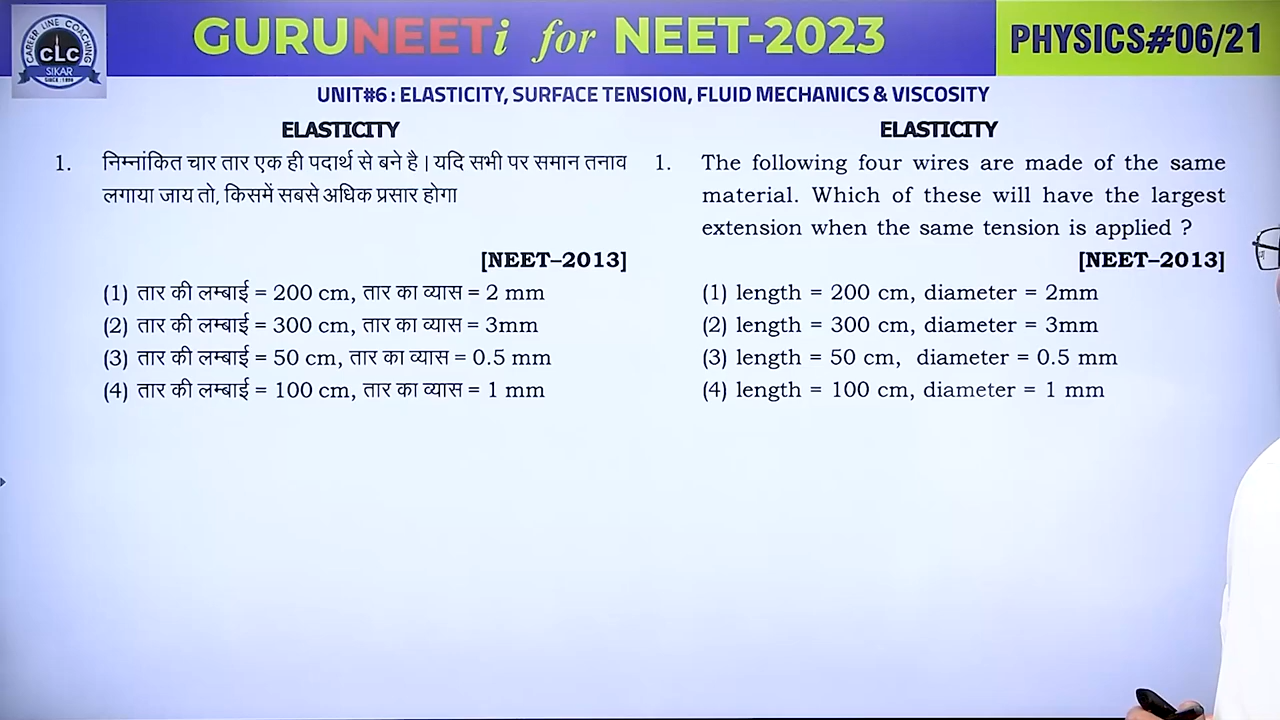 CAREER LINE COACHING
CLC
SIKAR
SINCE : 1996
GURUNEETi for NEET-2023
PHYSICS#06/21
UNIT#6 : ELASTICITY, SURFACE TENSION, FLUID MECHANICS & VISCOSITY
ELASTICITY
1. निम्नांकित चार तार एक ही पदार्थ से बने है। यदि सभी पर समान तनाव
लगाया जाय तो, किसमें सबसे अधिक प्रसार होगा
[NEET–2013]
(1) तार की लम्बाई = 200 cm, तार का व्यास = 2 mm
(2) तार की लम्बाई = 300 cm, तार का व्यास = 3mm
(3) तार की लम्बाई = 50 cm, तार का व्यास = 0.5 mm
(4) तार की लम्बाई = 100 cm, तार का व्यास = 1 mm
ELASTICITY
1. The following four wires are made of the same
material. Which of these will have the largest
extension when the same tension is applied ?
[NEET–2013]
(1) length = 200 cm, diameter = 2mm
(2) length = 300 cm, diameter = 3mm
(3) length = 50 cm, diameter = 0.5 mm
(4) length = 100 cm, diameter = 1 mm